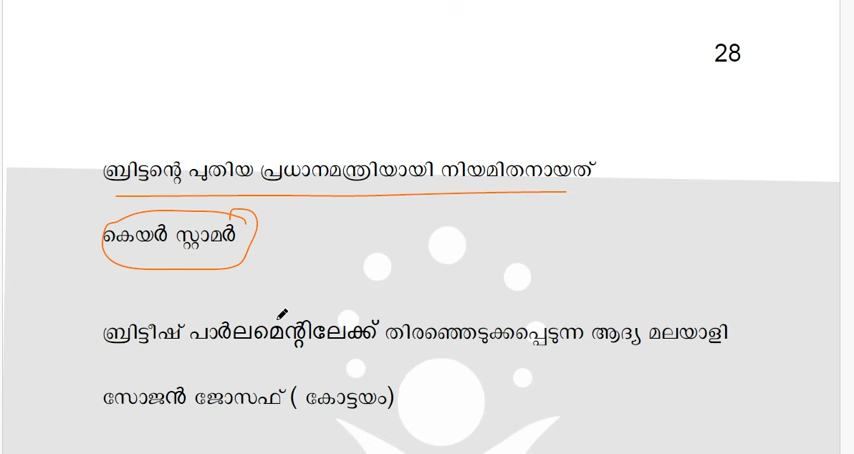 28
ബ്രിട്ടന്റെ പുതിയ പ്രധാനമന്ത്രിയായി നിയമിതനായത്
കെയർ സ്റ്റാമർ
ബ്രിട്ടീഷ് പാർലമെന്റിലേക്ക് തിരഞ്ഞെടുക്കപ്പെടുന്ന ആദ്യ മലയാളി
സോജൻ ജോസഫ് ( കോട്ടയം)